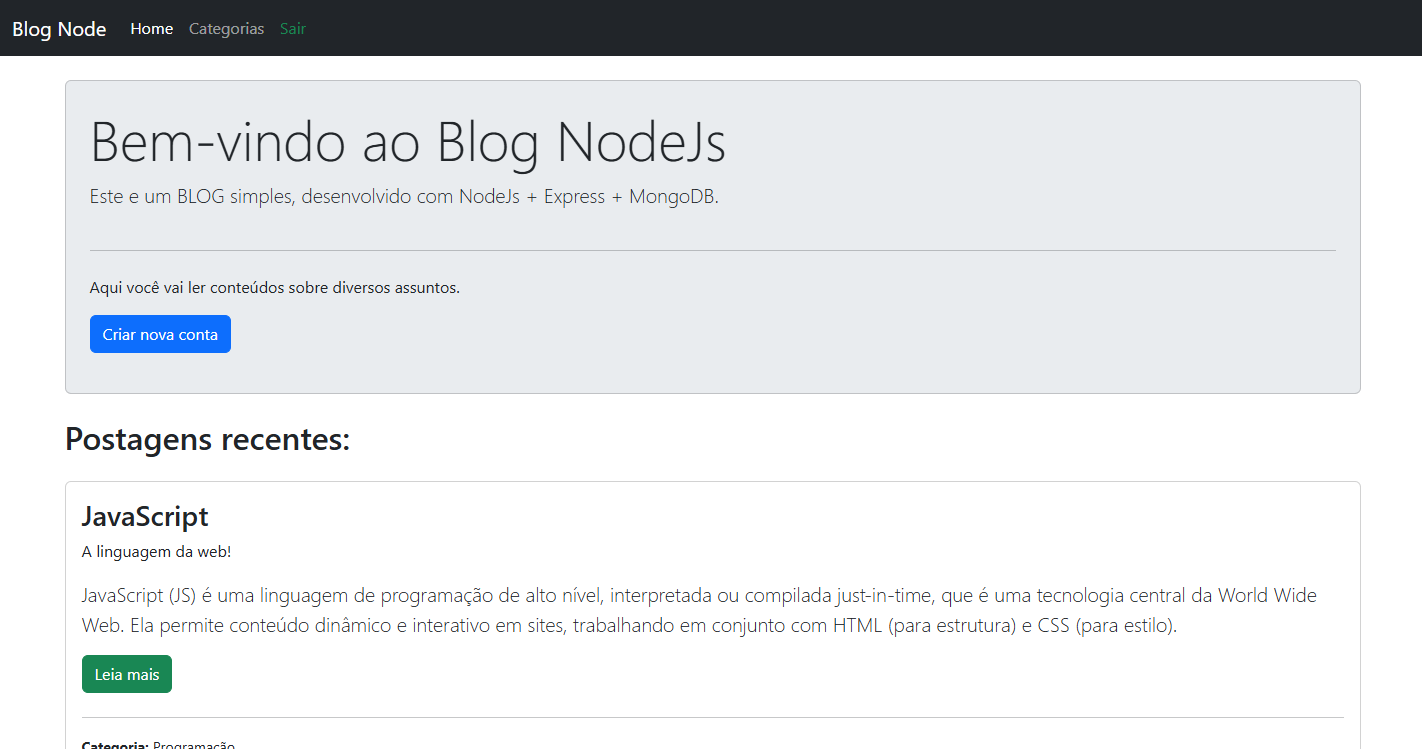 Blog Node Home Categorias Sair
Bem-vindo ao Blog NodeJs
Este e um BLOG simples, desenvolvido com NodeJs + Express + MongoDB.
Aqui você vai ler conteúdos sobre diversos assuntos.
Criar nova conta
Postagens recentes:
JavaScript
A linguagem da web!
JavaScript (JS) é uma linguagem de programação de alto nível, interpretada ou compilada just-in-time, que é uma tecnologia central da World Wide
Web. Ela permite conteúdo dinâmico e interativo em sites, trabalhando em conjunto com HTML (para estrutura) e CSS (para estilo).
Leia mais
Categoria: Programação